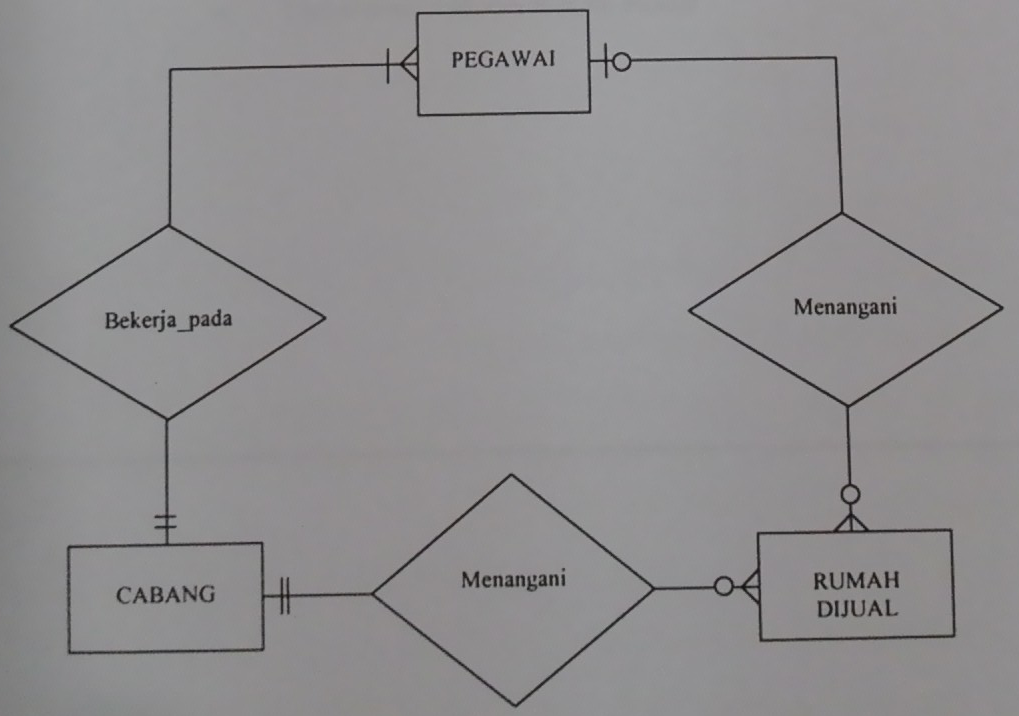 PEGAWAI
Bekerja_pada
Menangani
CABANG
Menangani
RUMAH
DIJUAL